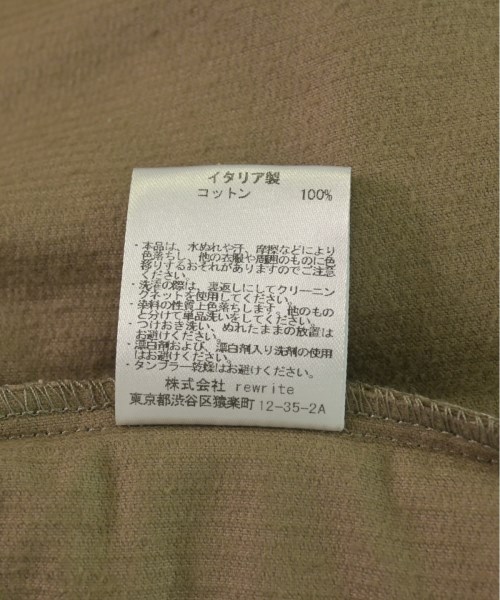 イタリア製
コットン 100%
・本品は、水ぬれや汗、摩擦などにより
色落ちし、他の衣服や周囲のものに色
移りするおそれがありますのでご注意
ください。
・洗濯の際は、裏返しにしてクリーニン
グネットを使用してください。
・染料の性質上色落ちします。他のもの
と分けて単品洗いをしてください。
・つけおき洗い、ぬれたままの放置は
お避けください。
・漂白剤および、漂白剤入り洗剤の使用
はお避けください。
・タンブラー乾燥はお避けください。
株式会社 rewrite
東京都渋谷区猿楽町 12-35-2A